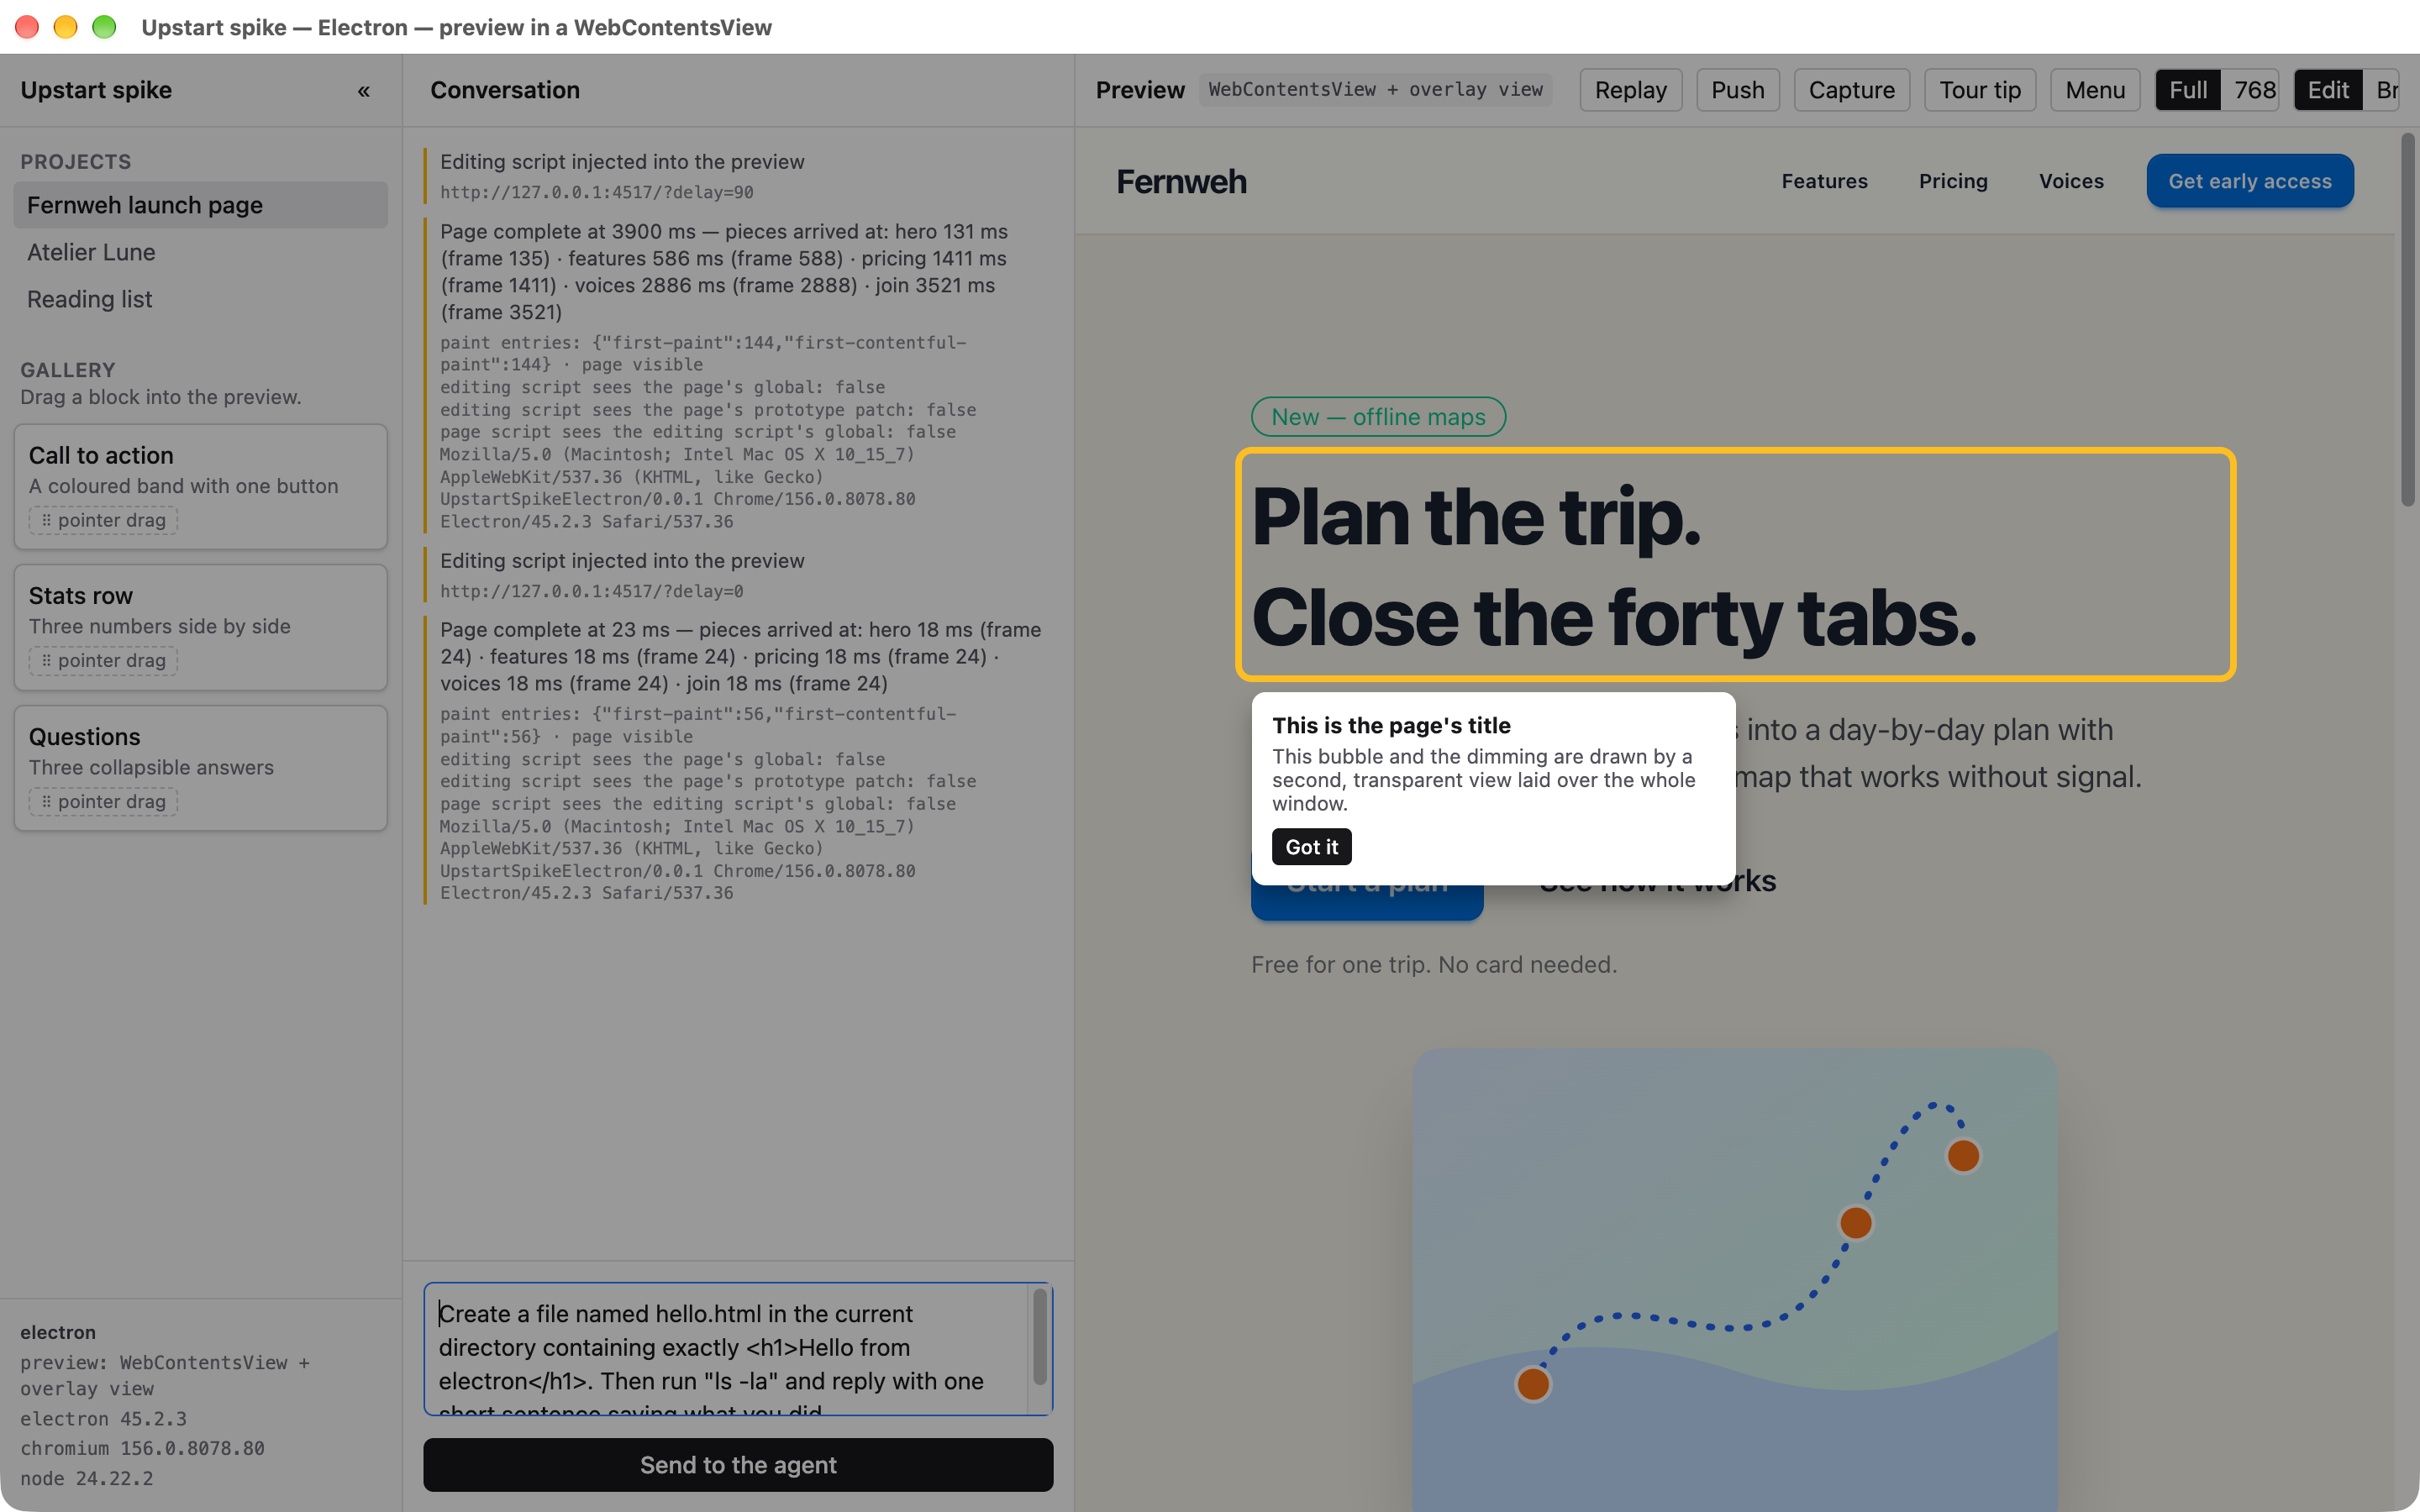 Upstart spike — Electron — preview in a WebContentsView
Upstart spike
«
PROJECTS
Fernweh launch page
Atelier Lune
Reading list
GALLERY
Drag a block into the preview.
Call to action
A coloured band with one button
⠿ pointer drag
Stats row
Three numbers side by side
⠿ pointer drag
Questions
Three collapsible answers
⠿ pointer drag
electron
preview: WebContentsView +
overlay view
electron 45.2.3
chromium 156.0.8078.80
node 24.22.2
Conversation
Editing script injected into the preview
http://127.0.0.1:4517/?delay=90
Page complete at 3900 ms — pieces arrived at: hero 131 ms
(frame 135) · features 586 ms (frame 588) · pricing 1411 ms
(frame 1411) · voices 2886 ms (frame 2888) · join 3521 ms
(frame 3521)
paint entries: {"first-paint":144,"first-contentful-
paint":144} · page visible
editing script sees the page's global: false
editing script sees the page's prototype patch: false
page script sees the editing script's global: false
Mozilla/5.0 (Macintosh; Intel Mac OS X 10_15_7)
AppleWebKit/537.36 (KHTML, like Gecko)
UpstartSpikeElectron/0.0.1 Chrome/156.0.8078.80
Electron/45.2.3 Safari/537.36
Editing script injected into the preview
http://127.0.0.1:4517/?delay=0
Page complete at 23 ms — pieces arrived at: hero 18 ms (frame
24) · features 18 ms (frame 24) · pricing 18 ms (frame 24) ·
voices 18 ms (frame 24) · join 18 ms (frame 24)
paint entries: {"first-paint":56,"first-contentful-
paint":56} · page visible
editing script sees the page's global: false
editing script sees the page's prototype patch: false
page script sees the editing script's global: false
Mozilla/5.0 (Macintosh; Intel Mac OS X 10_15_7)
AppleWebKit/537.36 (KHTML, like Gecko)
UpstartSpikeElectron/0.0.1 Chrome/156.0.8078.80
Electron/45.2.3 Safari/537.36
Create a file named hello.html in the current
directory containing exactly <h1>Hello from
electron</h1>. Then run "ls -la" and reply with one
short sentence saying what you did.
Send to the agent
Preview WebContentsView + overlay view Replay Push Capture Tour tip Menu Full 768 Edit Br
Fernweh Features Pricing Voices Get early access
New — offline maps
Plan the trip.
Close the forty tabs.
into a day-by-day plan with
map that works without signal.
This is the page's title
This bubble and the dimming are drawn by a
second, transparent view laid over the whole
window.
Got it
Start a plan See how it works
Free for one trip. No card needed.